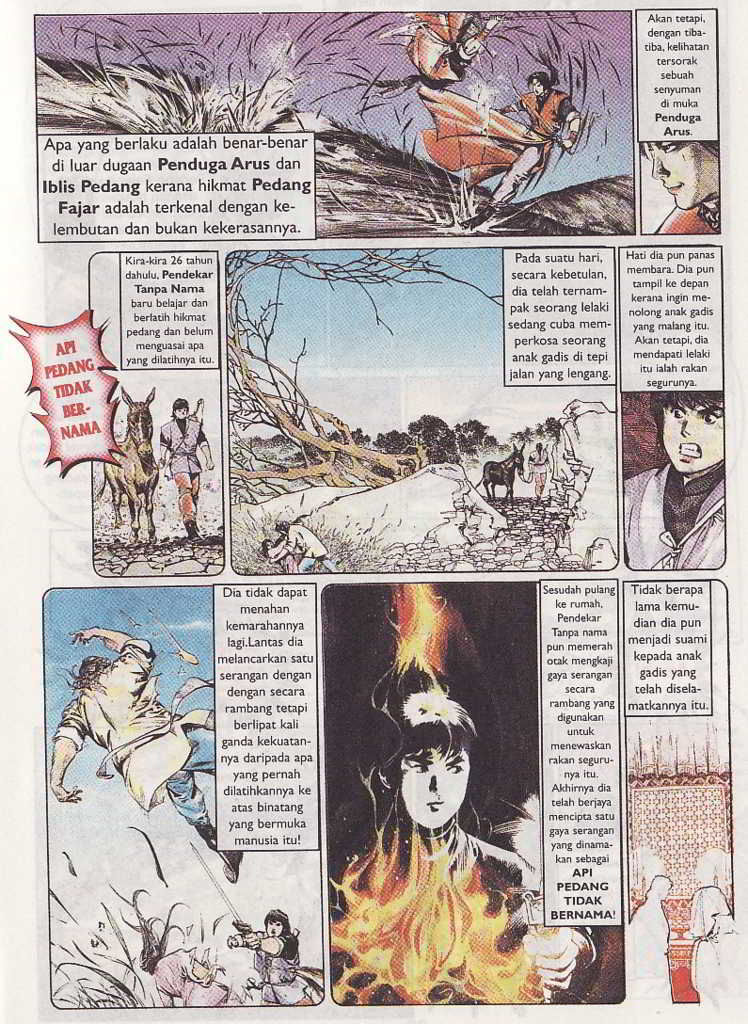 Apa yang berlaku adalah benar-benar
di luar dugaan Penduga Arus dan
Iblis Pedang kerana hikmat Pedang
Fajar adalah terkenal dengan ke-
lembutan dan bukan kekerasannya.
Akan tetapi,
dengan tiba-
tiba, kelihatan
tersorak
sebuah
senyuman
di muka
Penduga
Arus.
API
PEDANG
TIDAK
BER-
NAMA
Kira-kira 26 tahun
dahulu, Pendekar
Tanpa Nama
baru belajar dan
berlatih hikmat
pedang dan belum
menguasai apa
yang dilatihnya itu.
Pada suatu hari,
secara kebetulan,
dia telah ternam-
pak seorang lelaki
sedang cuba mem-
perkosa seorang
anak gadis di tepi
jalan yang lengang.
Hati dia pun panas
membara. Dia pun
tampil ke depan
kerana ingin me-
nolong anak gadis
yang malang itu.
Akan tetapi, dia
mendapati lelaki
itu ialah rakan
segurunya.
Dia tidak dapat
menahan
kemarahannya
lagi.Lantas dia
melancarkan satu
serangan dengan
dengan secara
rambang tetapi
berlipat kali
ganda kekuatan-
nya daripada apa
yang pernah
dilatihkannya ke
atas binatang
yang bermuka
manusia itu!
Sesudah pulang
ke rumah,
Pendekar
Tanpa nama
pun memerah
otak mengkaji
gaya serangan
secara
rambang yang
digunakan
untuk
menewaskan
rakan seguru-
nya itu.
Akhirnya dia
telah berjaya
mencipta satu
gaya serangan
yang dinama-
kan sebagai
API
PEDANG
TIDAK
BERNAMA!
Tidak berapa
lama kemu-
dian dia pun
menjadi suami
kepada anak
gadis yang
telah disela-
matkannya itu.